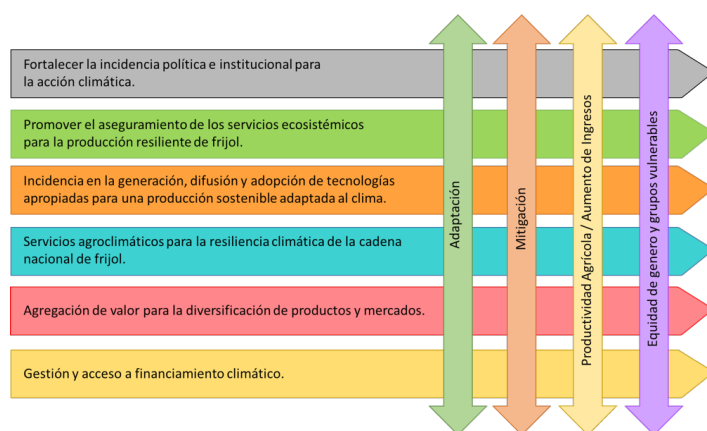 Fortalecer la incidencia política e institucional para
la acción climática.
Promover el aseguramiento de los servicios ecosistémicos
para la producción resiliente de frijol.
Incidencia en la generación, difusión y adopción de tecnologías
apropiadas para una producción sostenible adaptada al clima.
Servicios agroclimáticos para la resiliencia climática de la cadena
nacional de frijol.
Agregación de valor para la diversificación de productos y mercados.
Gestión y acceso a financiamiento climático.
Adaptación
Mitigación
Productividad Agrícola / Aumento de Ingresos
Equidad de genero y grupos vulnerables